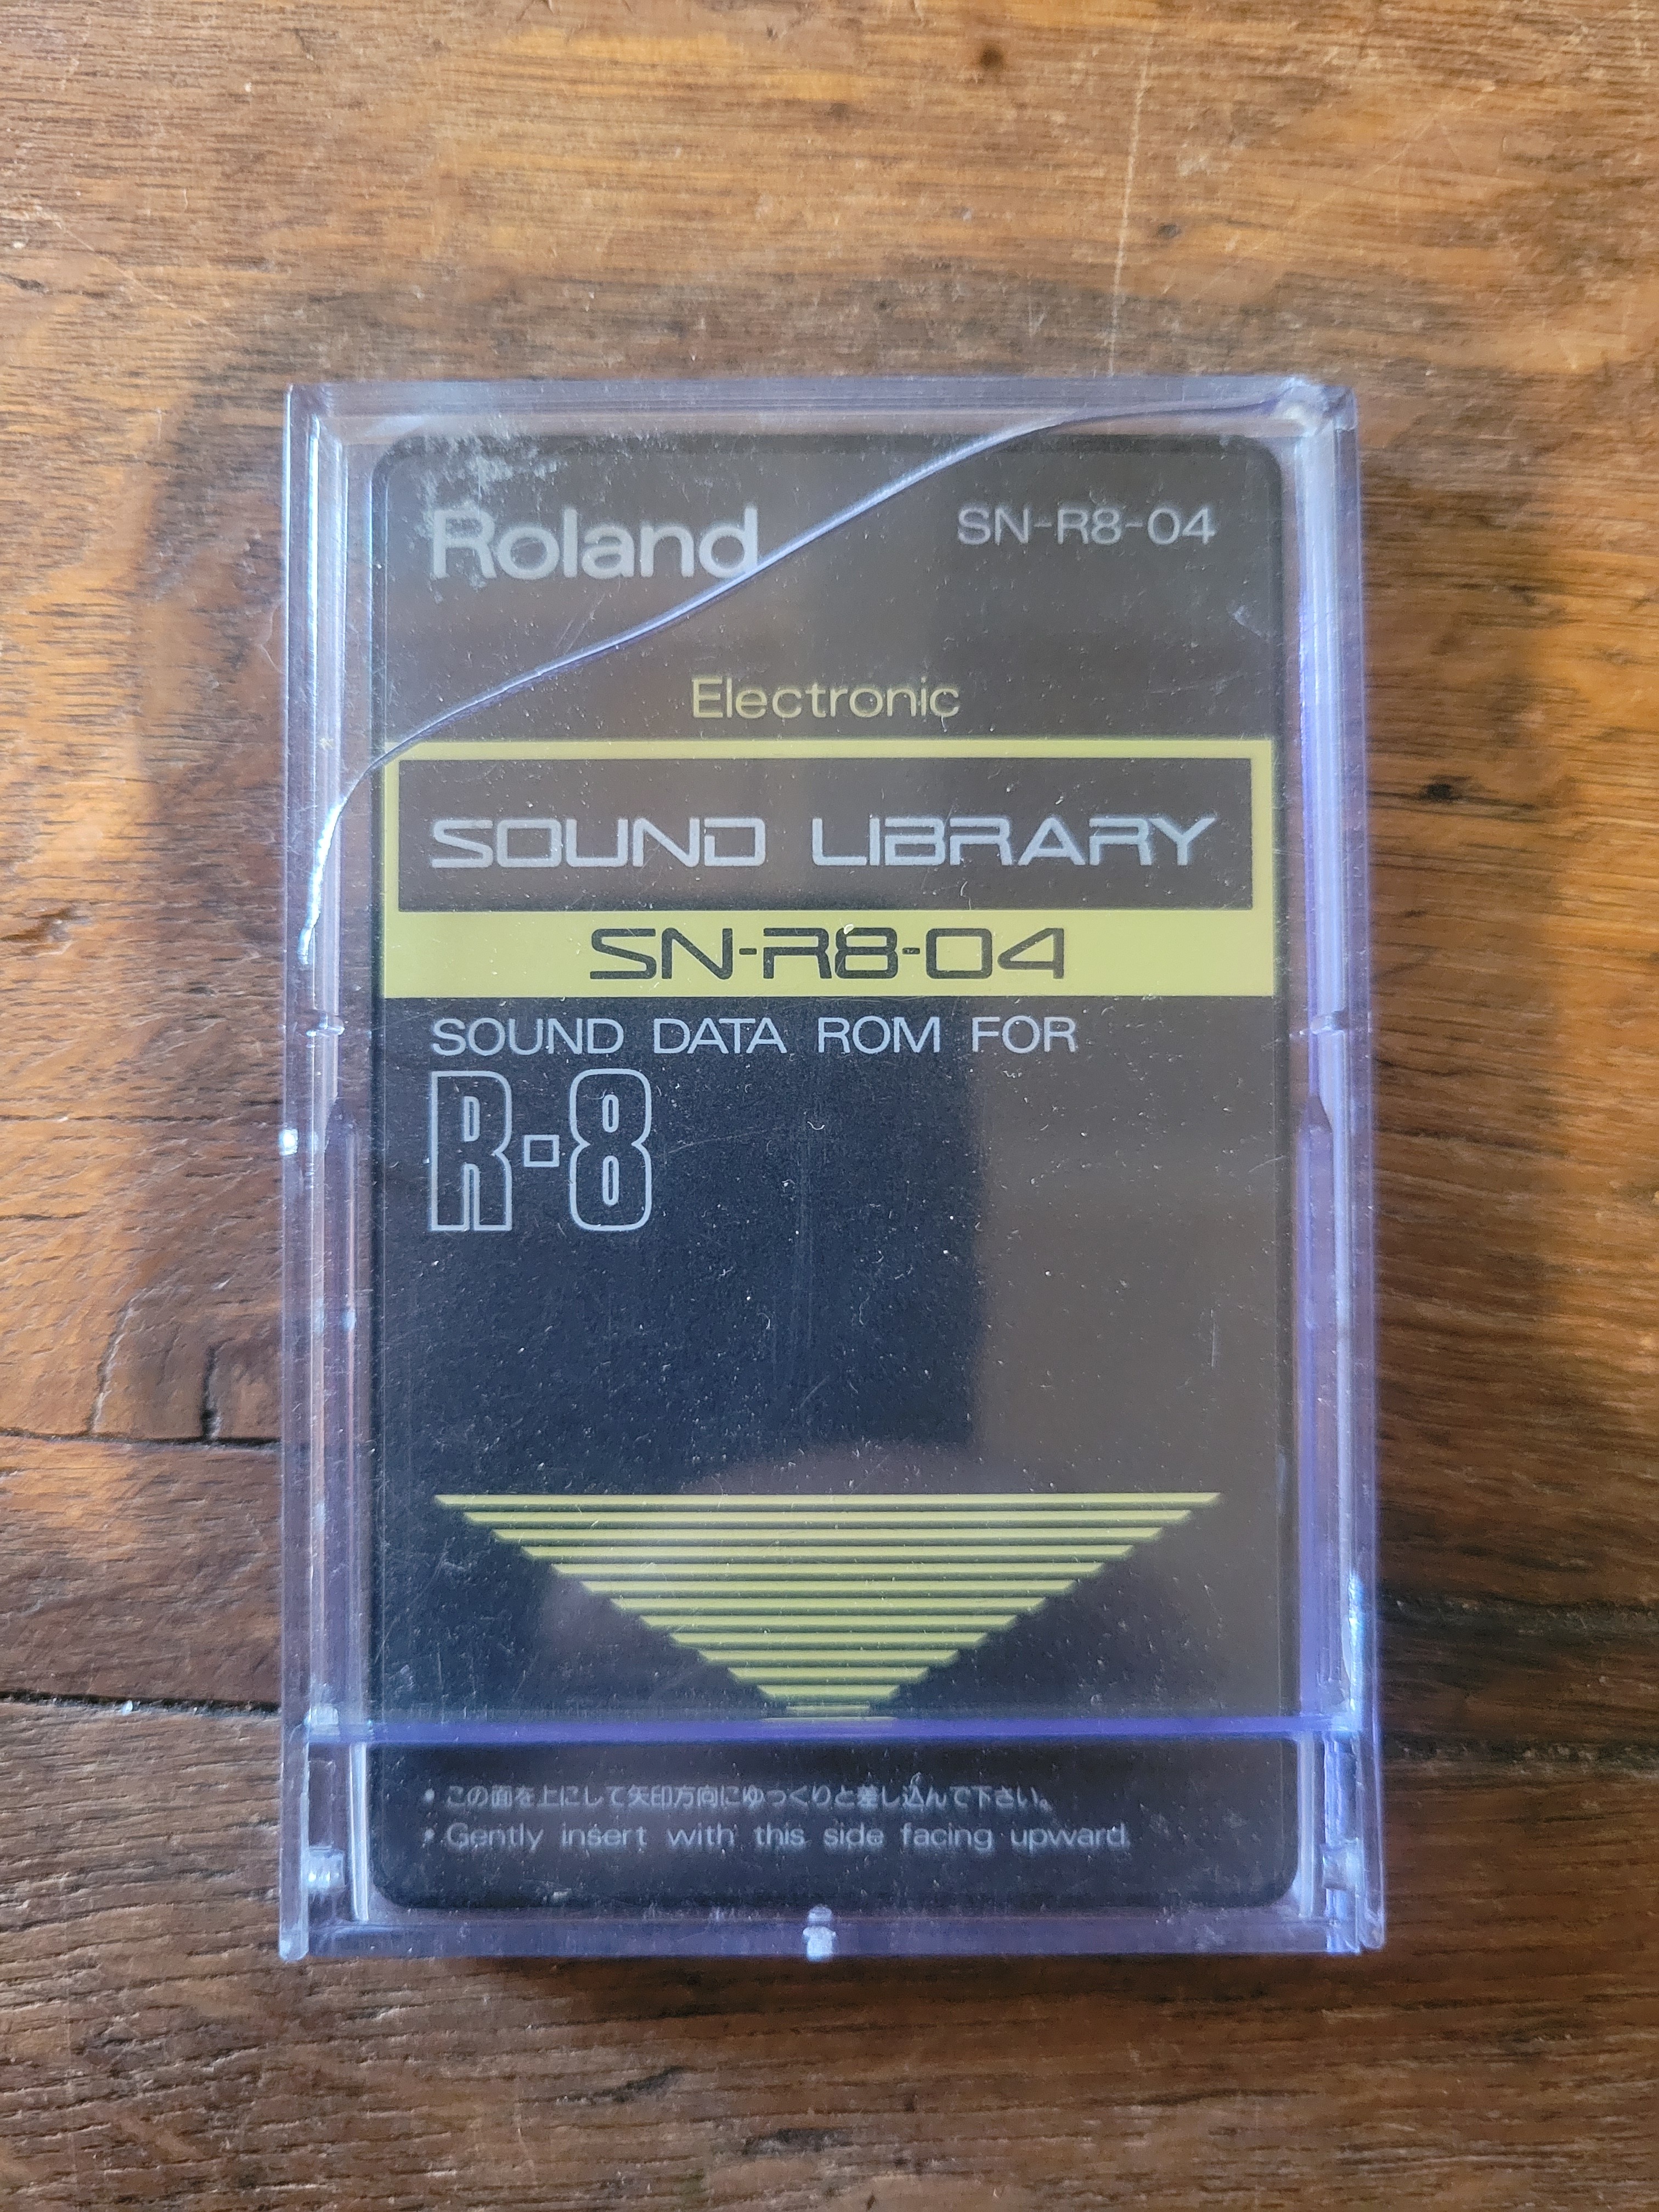 Roland
SN-R8-04
Electronic
SOUND LIBRARY
SN-R8-04
SOUND DATA ROM FOR
R-8
• この面を上にして矢印方向にゆっくりと差し込んで下さい。
• Gently insert with this side facing upward.